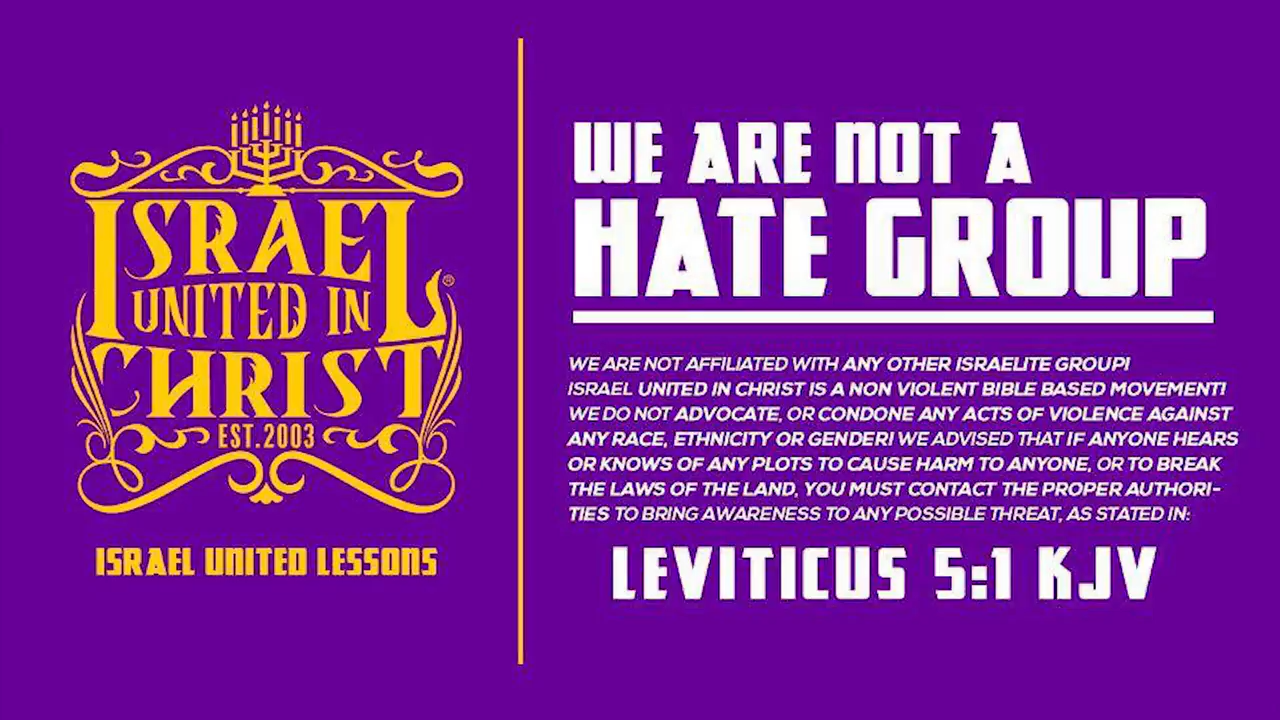 ISRAEL
UNITED IN
CHRIST
EST.2003
®
ISRAEL UNITED LESSONS
WE ARE NOT A
HATE GROUP
WE ARE NOT AFFILIATED WITH ANY OTHER ISRAELITE GROUP!
ISRAEL UNITED IN CHRIST IS A NON VIOLENT BIBLE BASED MOVEMENT!
WE DO NOT ADVOCATE, OR CONDONE ANY ACTS OF VIOLENCE AGAINST
ANY RACE, ETHNICITY OR GENDER! WE ADVISED THAT IF ANYONE HEARS
OR KNOWS OF ANY PLOTS TO CAUSE HARM TO ANYONE, OR TO BREAK
THE LAWS OF THE LAND, YOU MUST CONTACT THE PROPER AUTHORI-
TIES TO BRING AWARENESS TO ANY POSSIBLE THREAT, AS STATED IN:
LEVITICUS 5:1 KJV